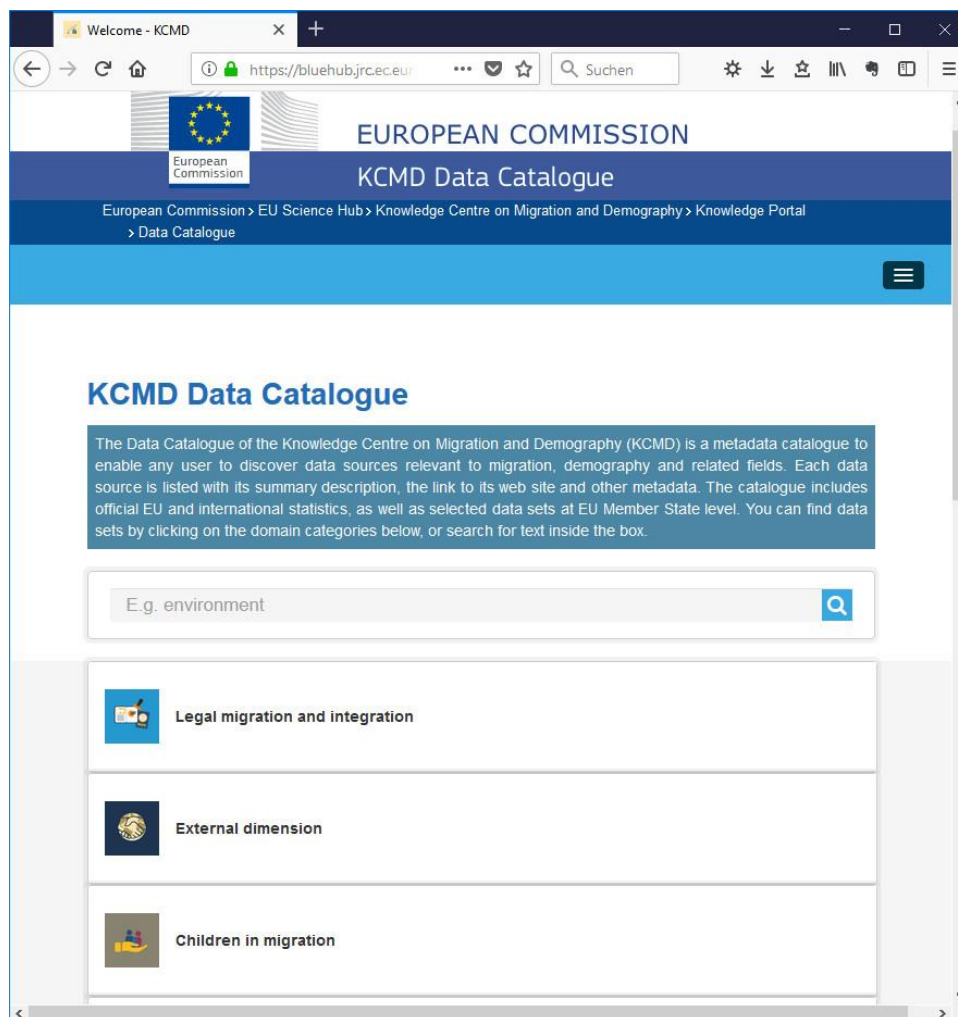 Welcome - KCMD
https://bluehub.jrc.ec.eur
Suchen
European
Commission
EUROPEAN COMMISSION
KCMD Data Catalogue
European Commission > EU Science Hub > Knowledge Centre on Migration and Demography > Knowledge Portal
> Data Catalogue
KCMD Data Catalogue
The Data Catalogue of the Knowledge Centre on Migration and Demography (KCMD) is a metadata catalogue to
enable any user to discover data sources relevant to migration, demography and related fields. Each data
source is listed with its summary description, the link to its web site and other metadata. The catalogue includes
official EU and international statistics, as well as selected data sets at EU Member State level. You can find data
sets by clicking on the domain categories below, or search for text inside the box.
E.g. environment
Legal migration and integration
External dimension
Children in migration